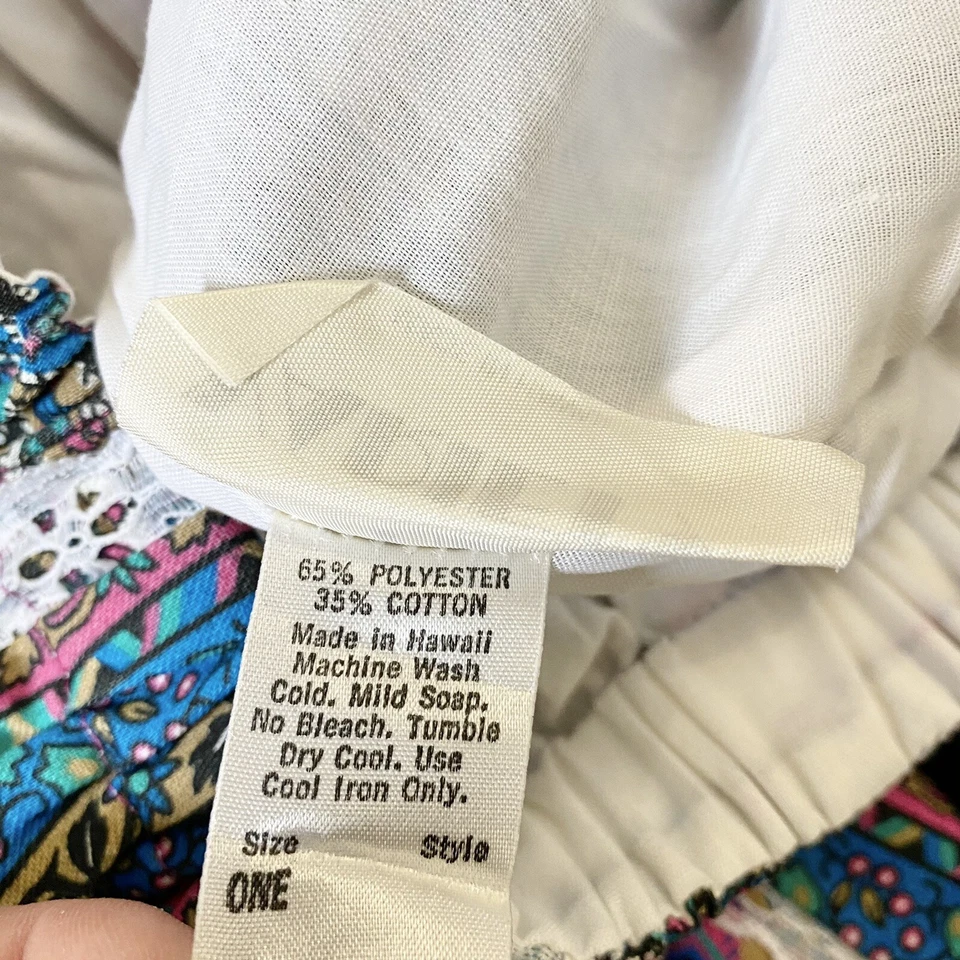 65% POLYESTER
35% COTTON
Made in Hawaii
Machine Wash
Cold. Mild Soap.
No Bleach. Tumble
Dry Cool. Use
Cool Iron Only.
Size Style
ONE